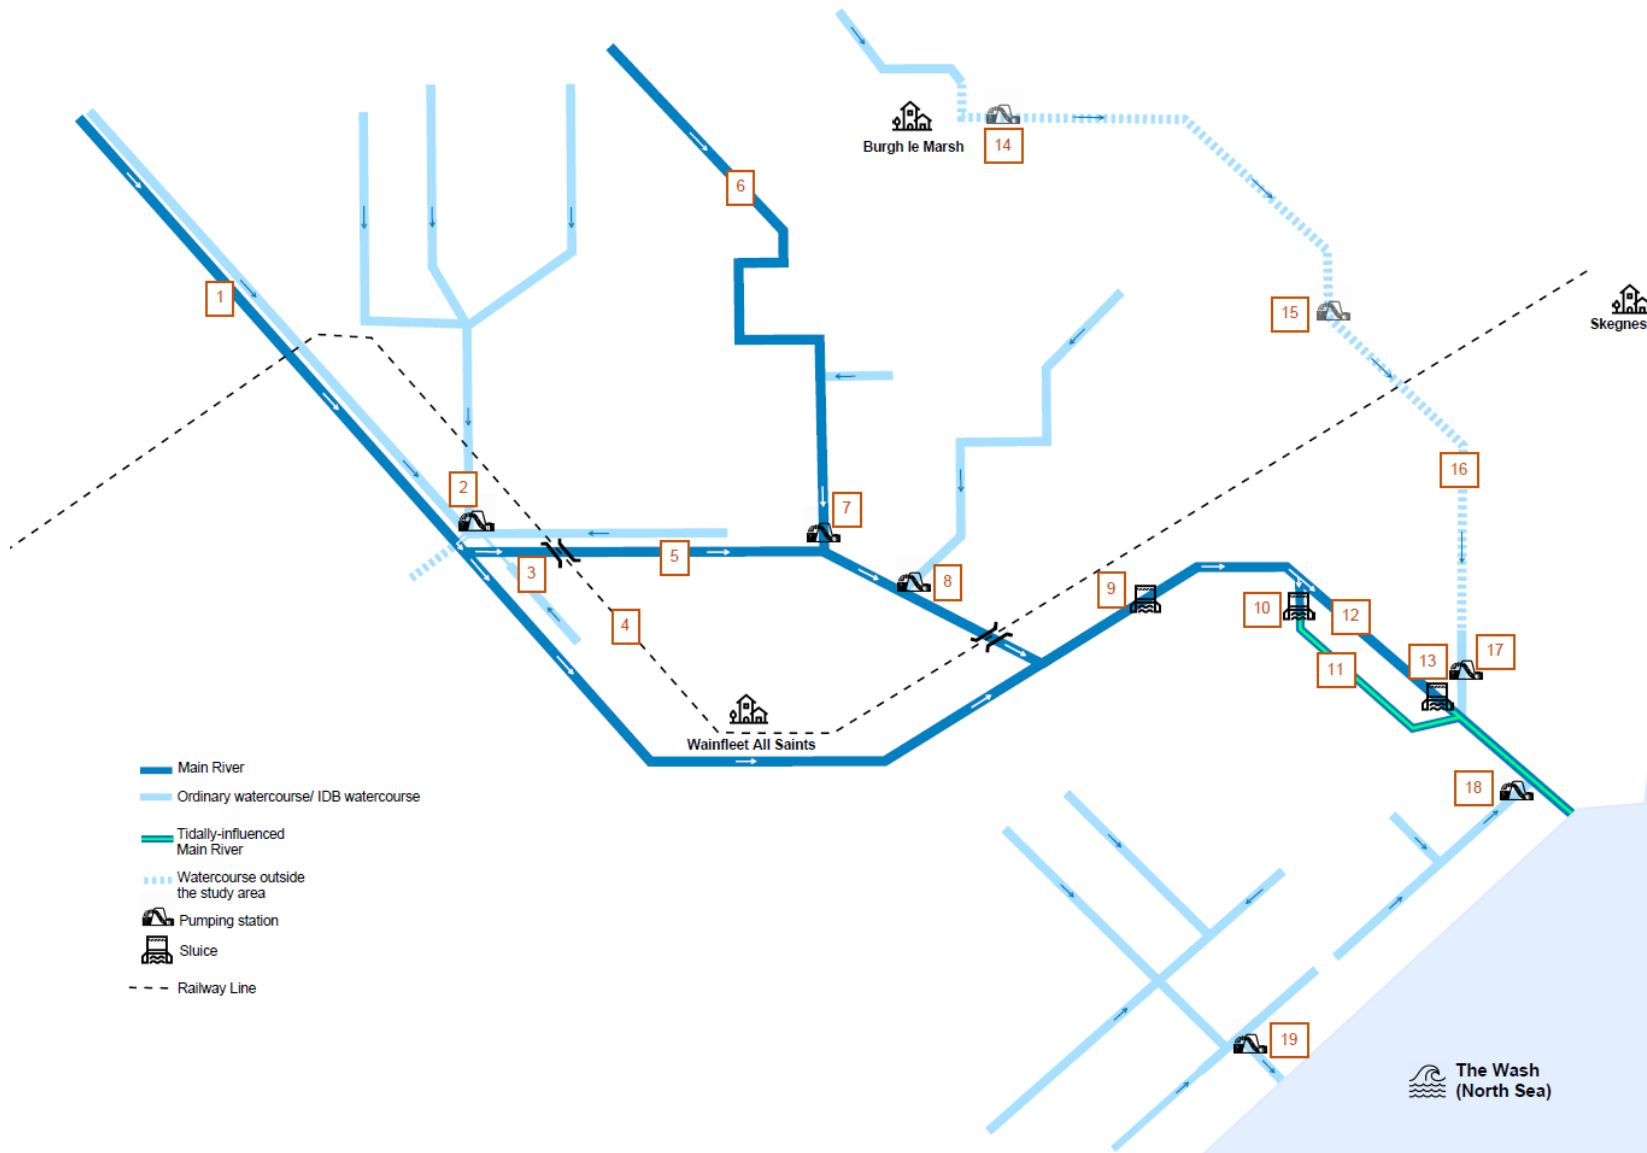 6
Burgh le Marsh
14
1
15
Skegnes
2
16
7
3
5
8
9
4
10
12
11
13
17
Wainfleet All Saints
18
Main River
Ordinary watercourse/ IDB watercourse
Tidally-influenced
Main River
Watercourse outside
the study area
Pumping station
Sluice
Railway Line
19
The Wash
(North Sea)